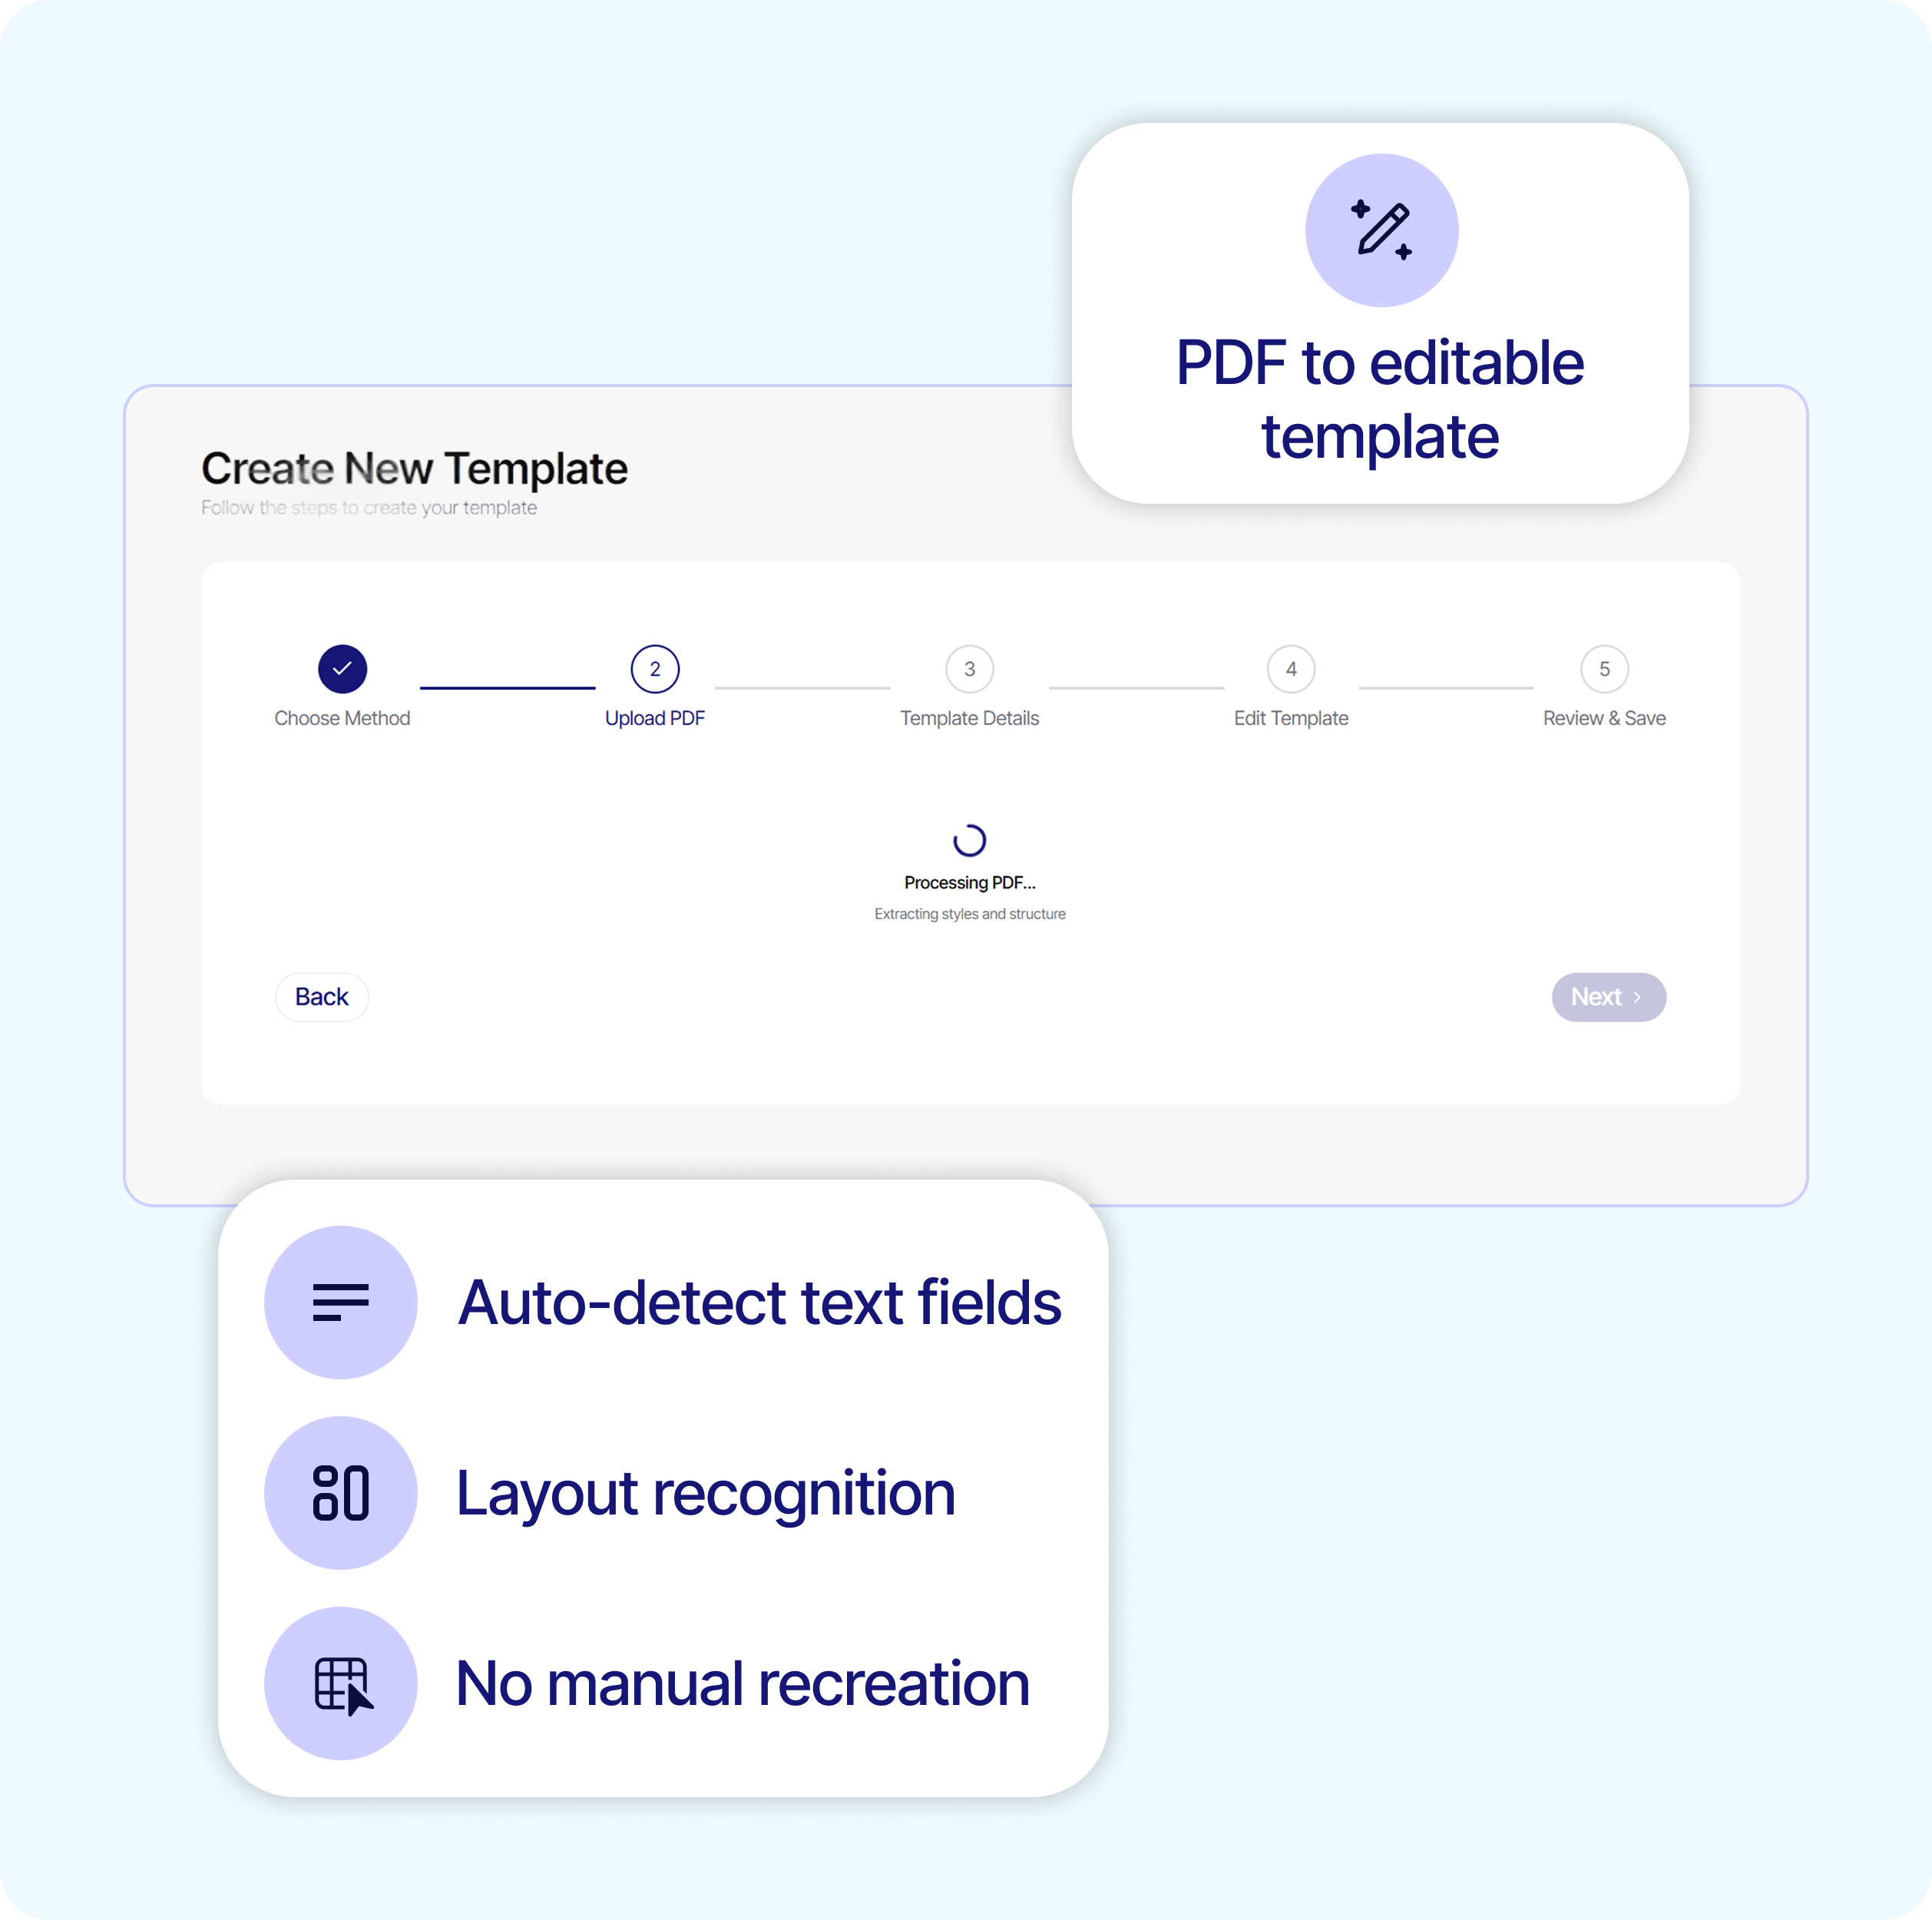 PDF to editable
template
Create New Template
Follow the steps to create your template
2
3
4
5
Choose Method
Upload PDF
Template Details
Edit Template
Review & Save
Processing PDF...
Extracting styles and structure
Back
Next
Auto-detect text fields
Layout recognition
No manual recreation